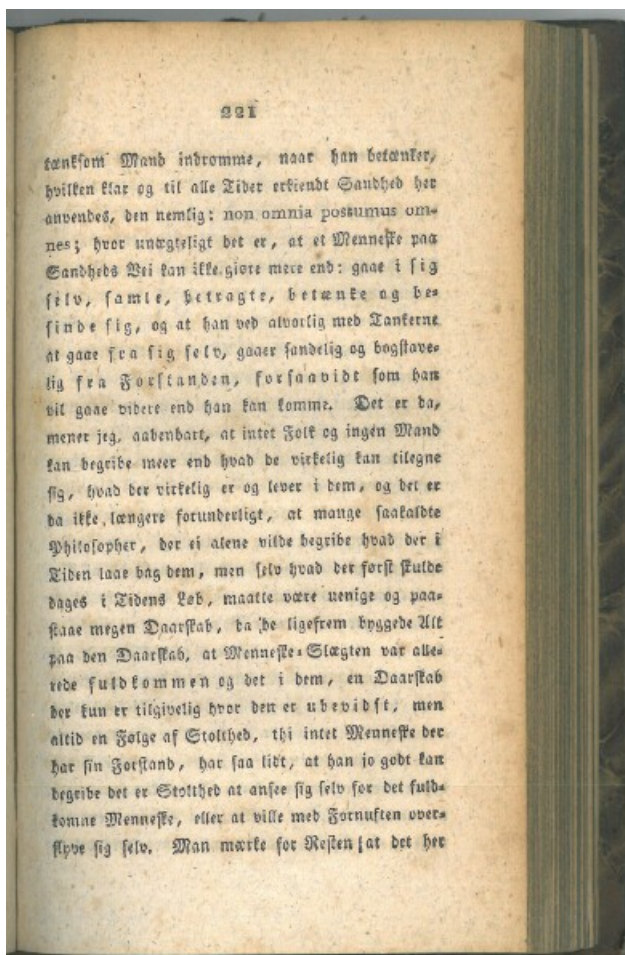 221
tænksom Mand indrømme, naar han betænker,
hvilken klar og til alle Tider erkiendt Sandhed her
anvendes, den nemlig: non omnia possumus om-
nes; hvor unægteligt det er, at et Menneske paa
Sandheds Vei kan ikke giøre mere end: gaae i sig
selv, samle, betragte, betænke og be-
sinde sig, og at han ved alvorlig med Tankerne
at gaae fra sig selv, gaaer sandelig og bogstave-
lig fra Forstanden, forsaavidt som han
vil gaae videre end han kan komme. Det er da,
mener jeg, aabenbart, at intet Folk og ingen Mand
kan begribe meer end hvad de virkelig kan tilegne
sig, hvad der virkelig er og lever i dem, og det er
da ikke længere forunderligt, at mange saakaldte
Philosopher, der ei alene vilde begribe hvad der i
Tiden laae bag dem, men selv hvad der først skulde
dages i Tidens Løb, maatte være uenige og paa-
staae megen Daarskab, da de ligefrem byggede Alt
paa den Daarskab, at Menneske-Slægten var alle-
rede fuldkommen og det i dem, en Daarskab
der kun er tilgivelig hvor den er ubevidst, men
altid en Følge af Stolthed, thi intet Menneske der
har sin Forstand, har saa lidt, at han jo godt kan
begribe det er Stolthed at ansee sig selv for det fuld-
komne Menneske, eller at ville med Fornuften over-
flyve sig selv. Man mærke for Resten at det her